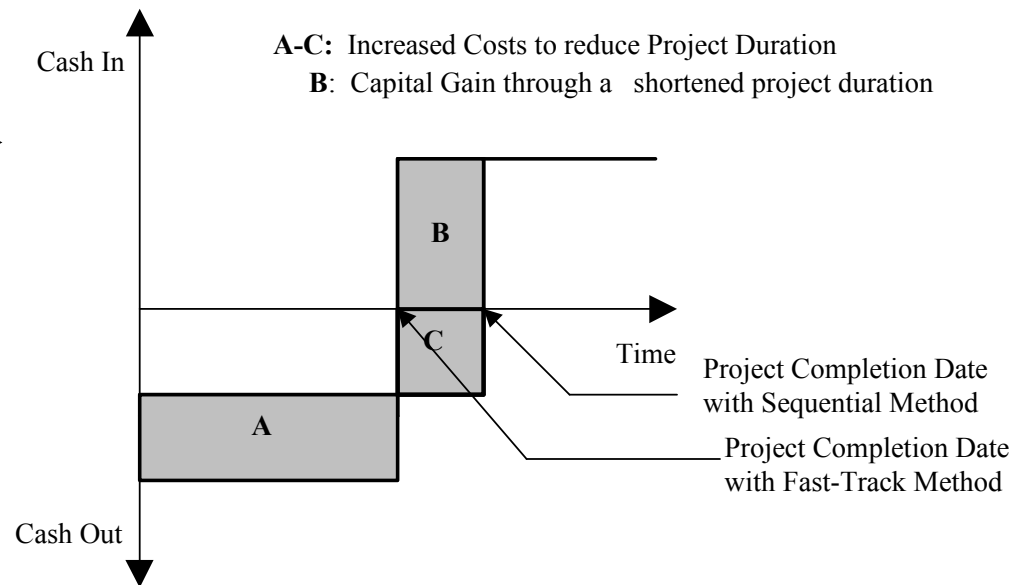 A-C: Increased Costs to reduce Project Duration
Cash In
B: Capital Gain through a shortened project duration
B
C
Time
Project Completion Date
with Sequential Method
A
Project Completion Date
with Fast-Track Method
Cash Out